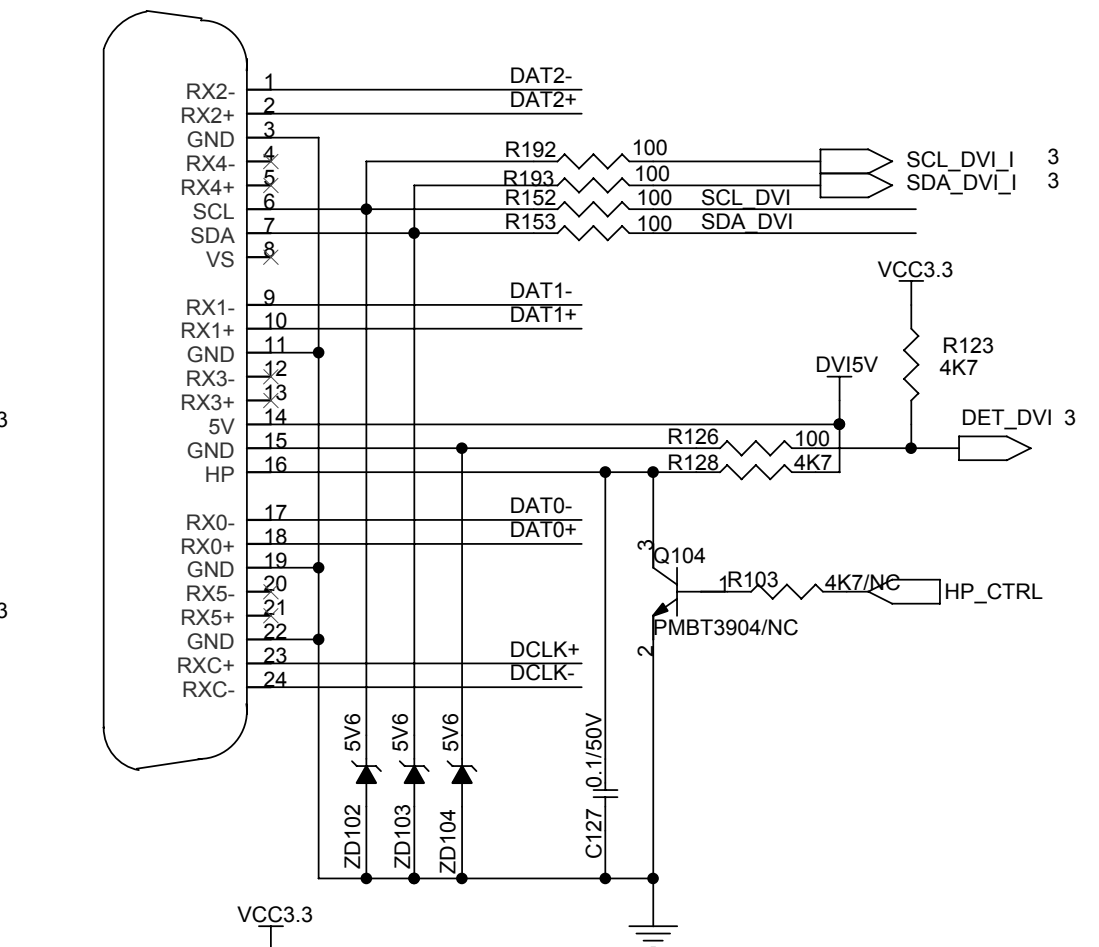 RX2- 1 DAT2-
RX2+ 2 DAT2+
GND 3
RX4- 4 R192 100 SCL_DVI_I 3
RX4+ 5 R193 100 SDA_DVI_I 3
SCL 6 R152 100 SCL_DVI
SDA 7 R153 100 SDA_DVI
VS 8
VCC3.3
RX1- 9 DAT1-
RX1+ 10 DAT1+
GND 11
R123
4K7
RX3- 12 DVI5V
RX3+ 13
3
5V 14 DET_DVI 3
GND 15 R126 100
HP 16 R128 4K7
RX0- 17 DAT0-
RX0+ 18 DAT0+
GND 19
3 Q104
RX5- 20 1 R103 4K7/NC HP_CTRL
3
RX5+ 21
PMBT3904/NC
GND 22
2
RXC+ 23 DCLK+
RXC- 24 DCLK-
5V6 5V6 5V6 0.1/50V
ZD102 ZD103 ZD104 C127
VCC3.3